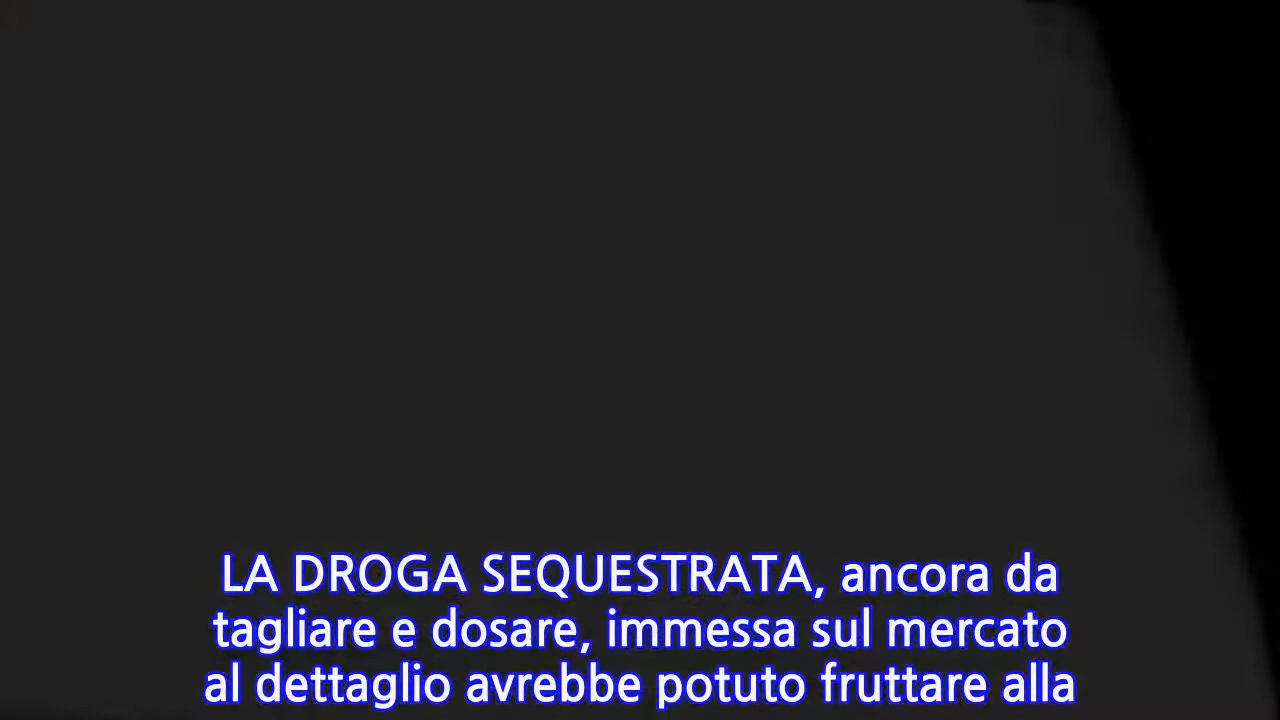 LA DROGA SEQUESTRATA, ancora da
tagliare e dosare, immessa sul mercato
al dettaglio avrebbe potuto fruttare alla